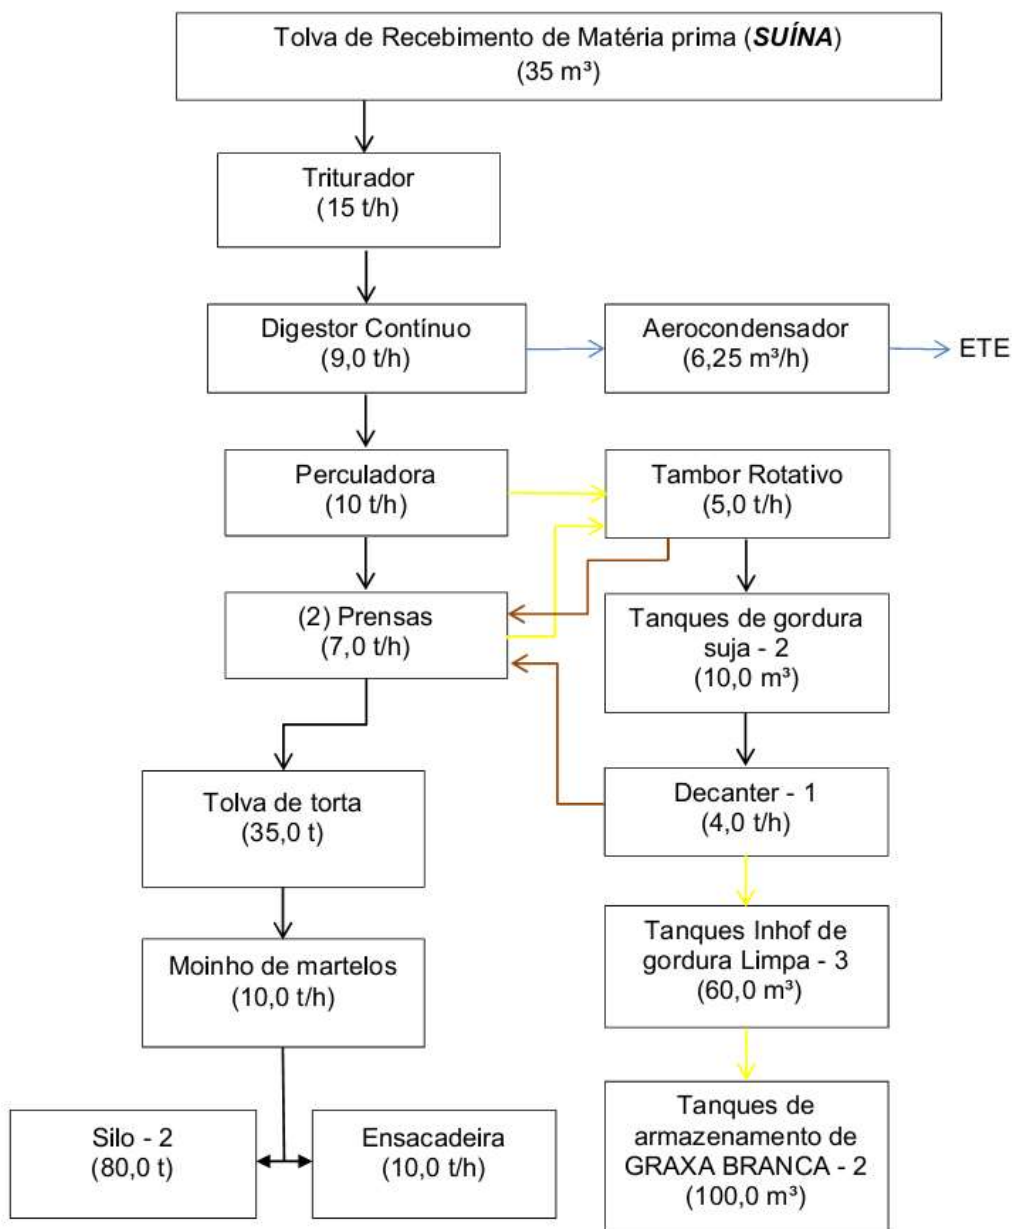 Tolva de Recebimento de Matéria prima (SUÍNA)
(35 m³)
Triturador
(15 t/h)
Digestor Contínuo
(9,0 t/h)
Aerocondensador
(6,25 m³/h)
ETE
Perculadora
(10 t/h)
Tambor Rotativo
(5,0 t/h)
(2) Prensas
(7,0 t/h)
Tanques de gordura
suja - 2
(10,0 m³)
Tolva de torta
(35,0 t)
Decanter - 1
(4,0 t/h)
Moinho de martelos
(10,0 t/h)
Tanques Inhof de
gordura Limpa - 3
(60,0 m³)
Silo - 2
(80,0 t)
Ensacadeira
(10,0 t/h)
Tanques de
armazenamento de
GRAXA BRANCA - 2
(100,0 m³)